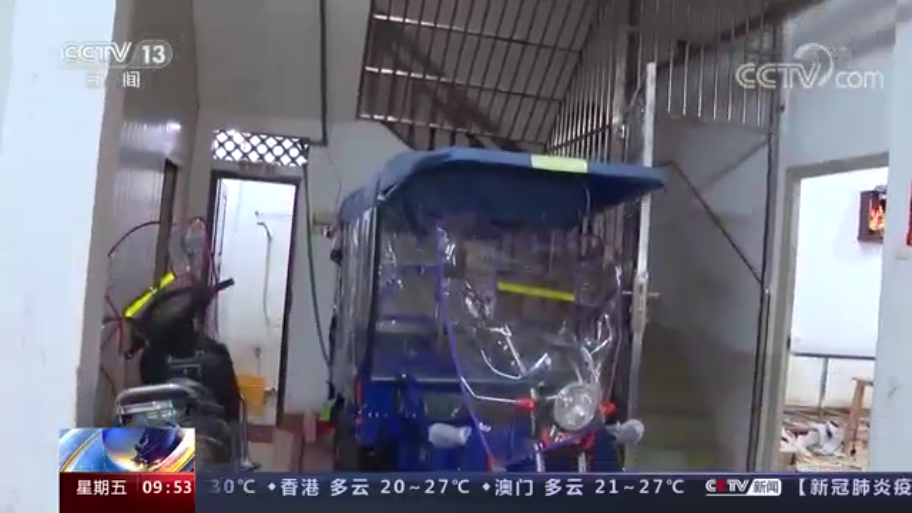 CCTV 13
新闻
CCTV.com
星期五 09:53
30℃ ◆香港 多云 20~27℃ ◆澳门 多云 21~27℃ CCTV新闻 【新冠肺炎疫